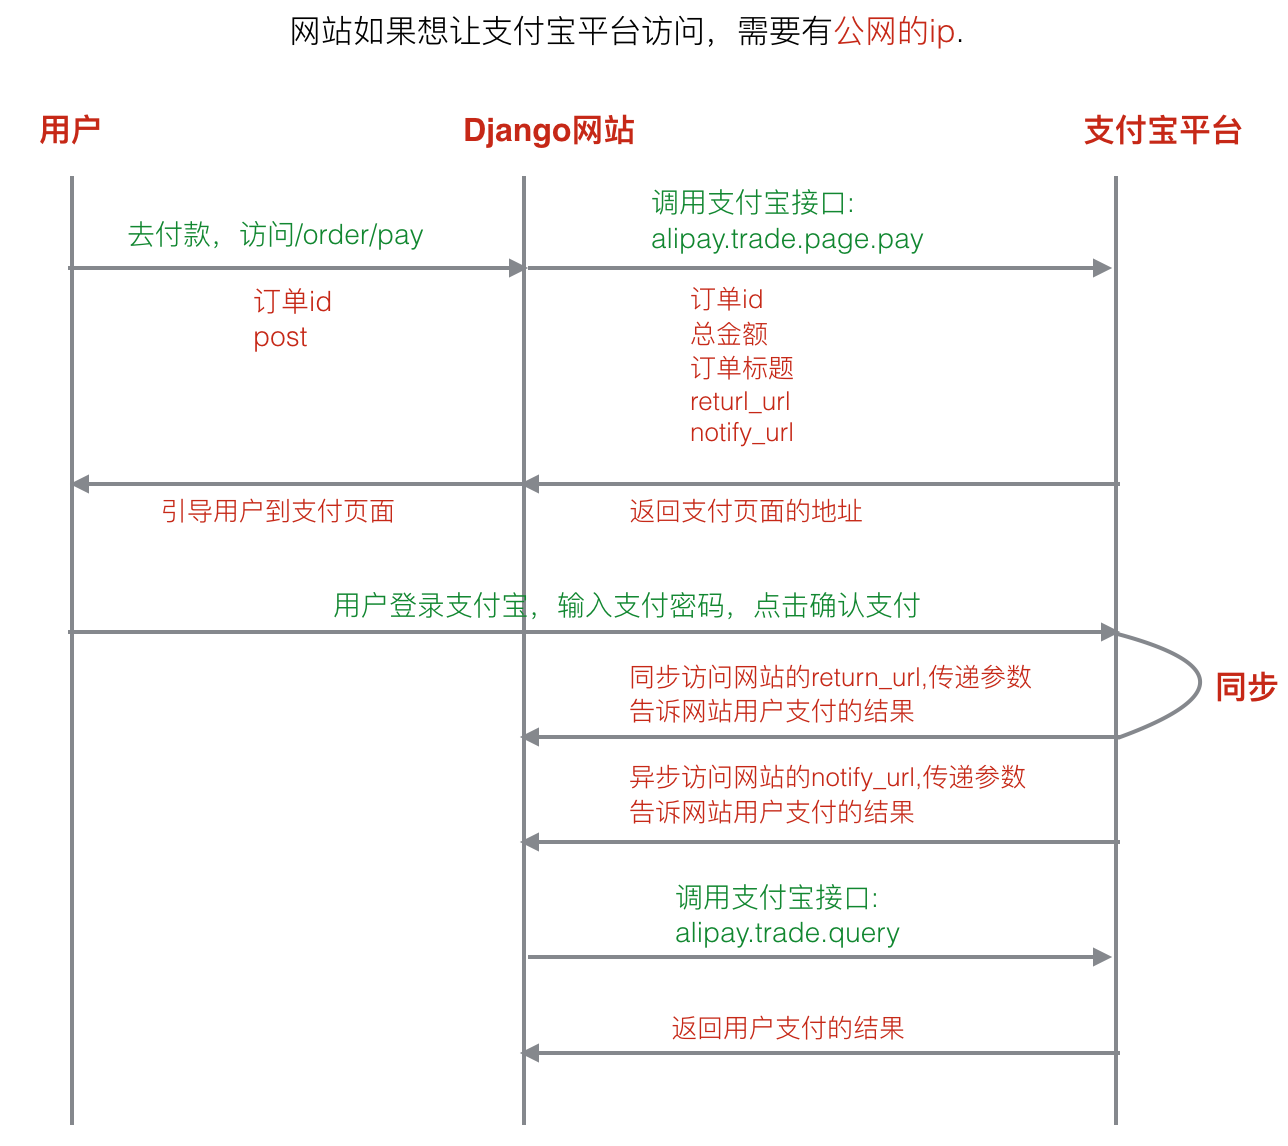 网站如果想让支付宝平台访问，需要有公网的ip.
用户
Django网站
支付宝平台
去付款，访问/order/pay
订单id
post
调用支付宝接口:
alipay.trade.page.pay
订单id
总金额
订单标题
returl_url
notify_url
引导用户到支付页面
返回支付页面的地址
用户登录支付宝，输入支付密码，点击确认支付
同步访问网站的return_url,传递参数
告诉网站用户支付的结果
同步
异步访问网站的notify_url,传递参数
告诉网站用户支付的结果
调用支付宝接口:
alipay.trade.query
返回用户支付的结果